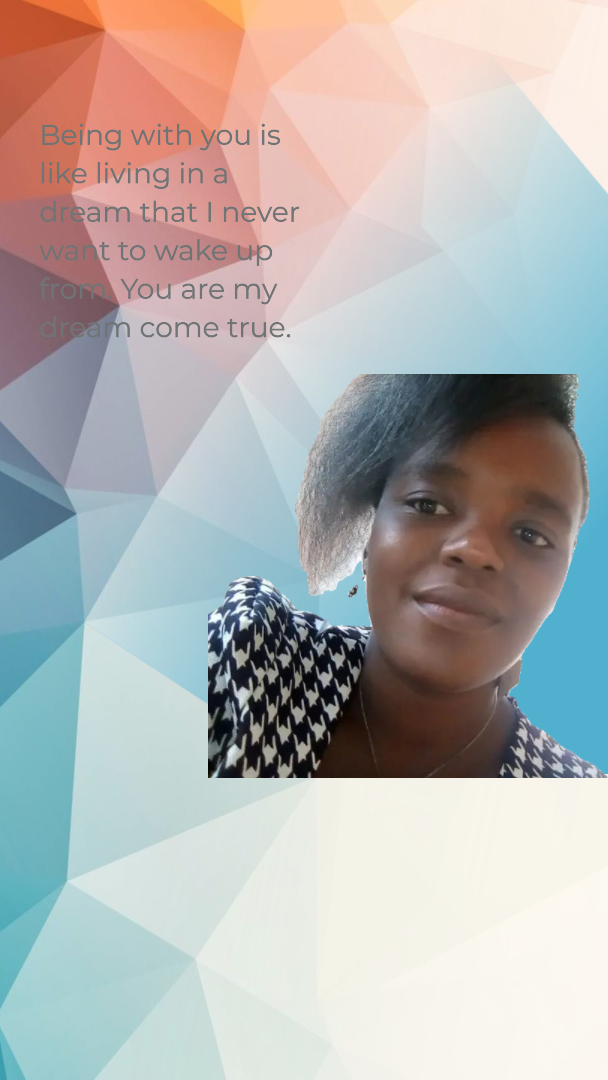 Being with you is
like living in a
dream that I never
want to wake up
from. You are my
dream come true.